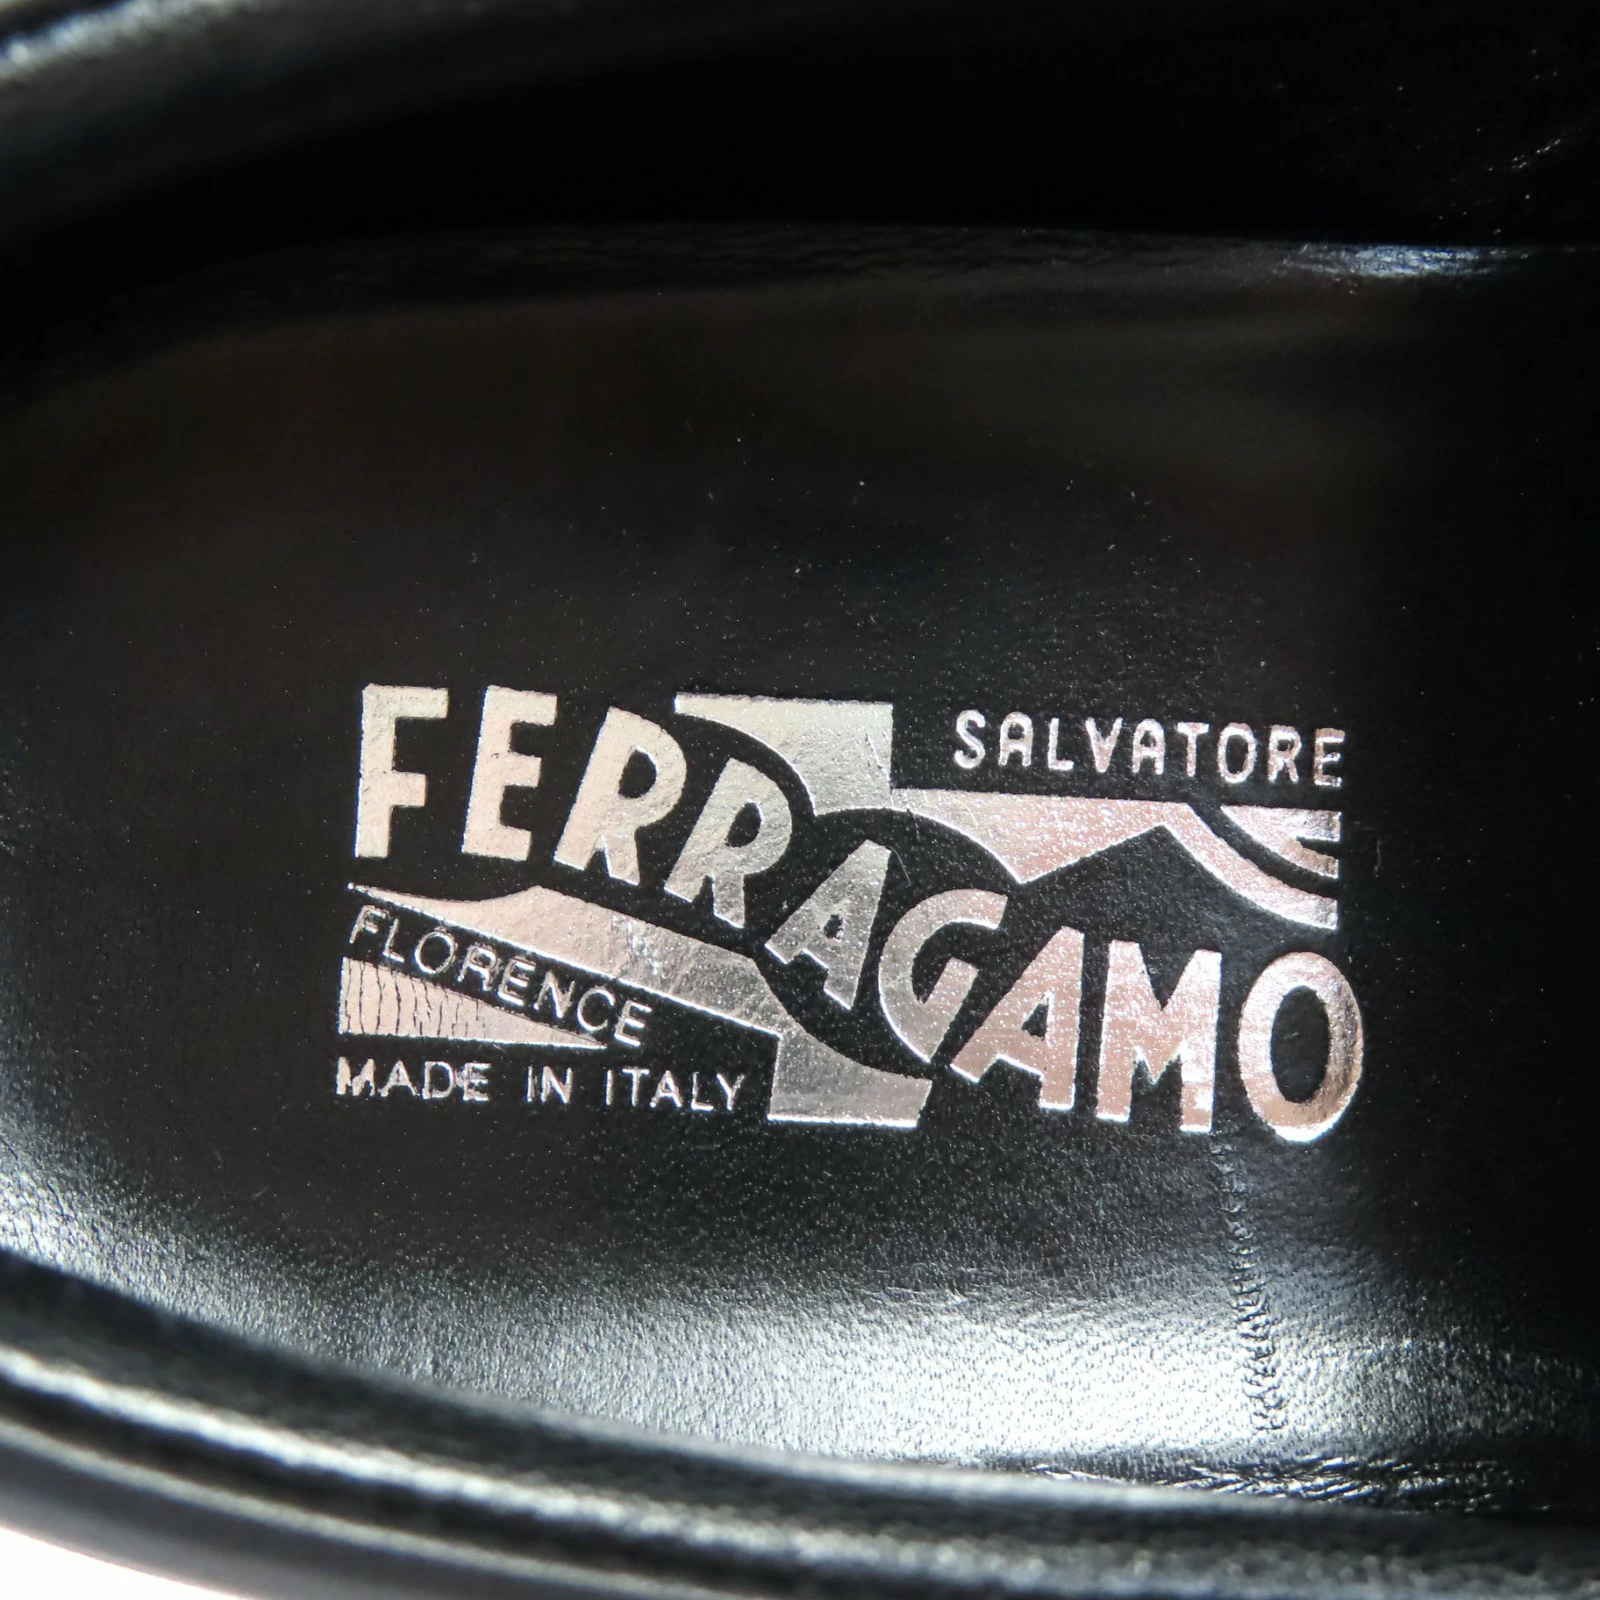 SALVATORE
FERRAGAMO
FLORENCE
MADE IN ITALY